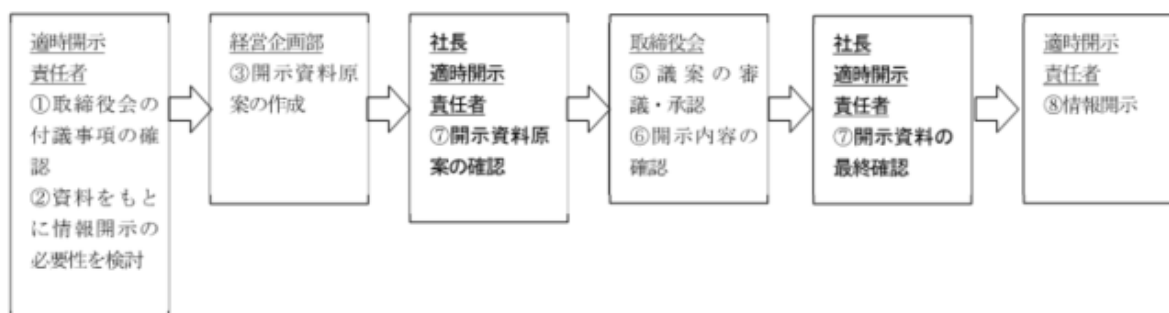 適時開示
責任者
①取締役会の
付議事項の確
認
②資料をもと
に情報開示の
必要性を検討
経営企画部
③開示資料原
案の作成
社長
適時開示
責任者
⑦開示資料原
案の確認
取締役会
⑤議案の審
議・承認
⑥開示内容の
確認
社長
適時開示
責任者
⑦開示資料の
最終確認
適時開示
責任者
⑧情報開示